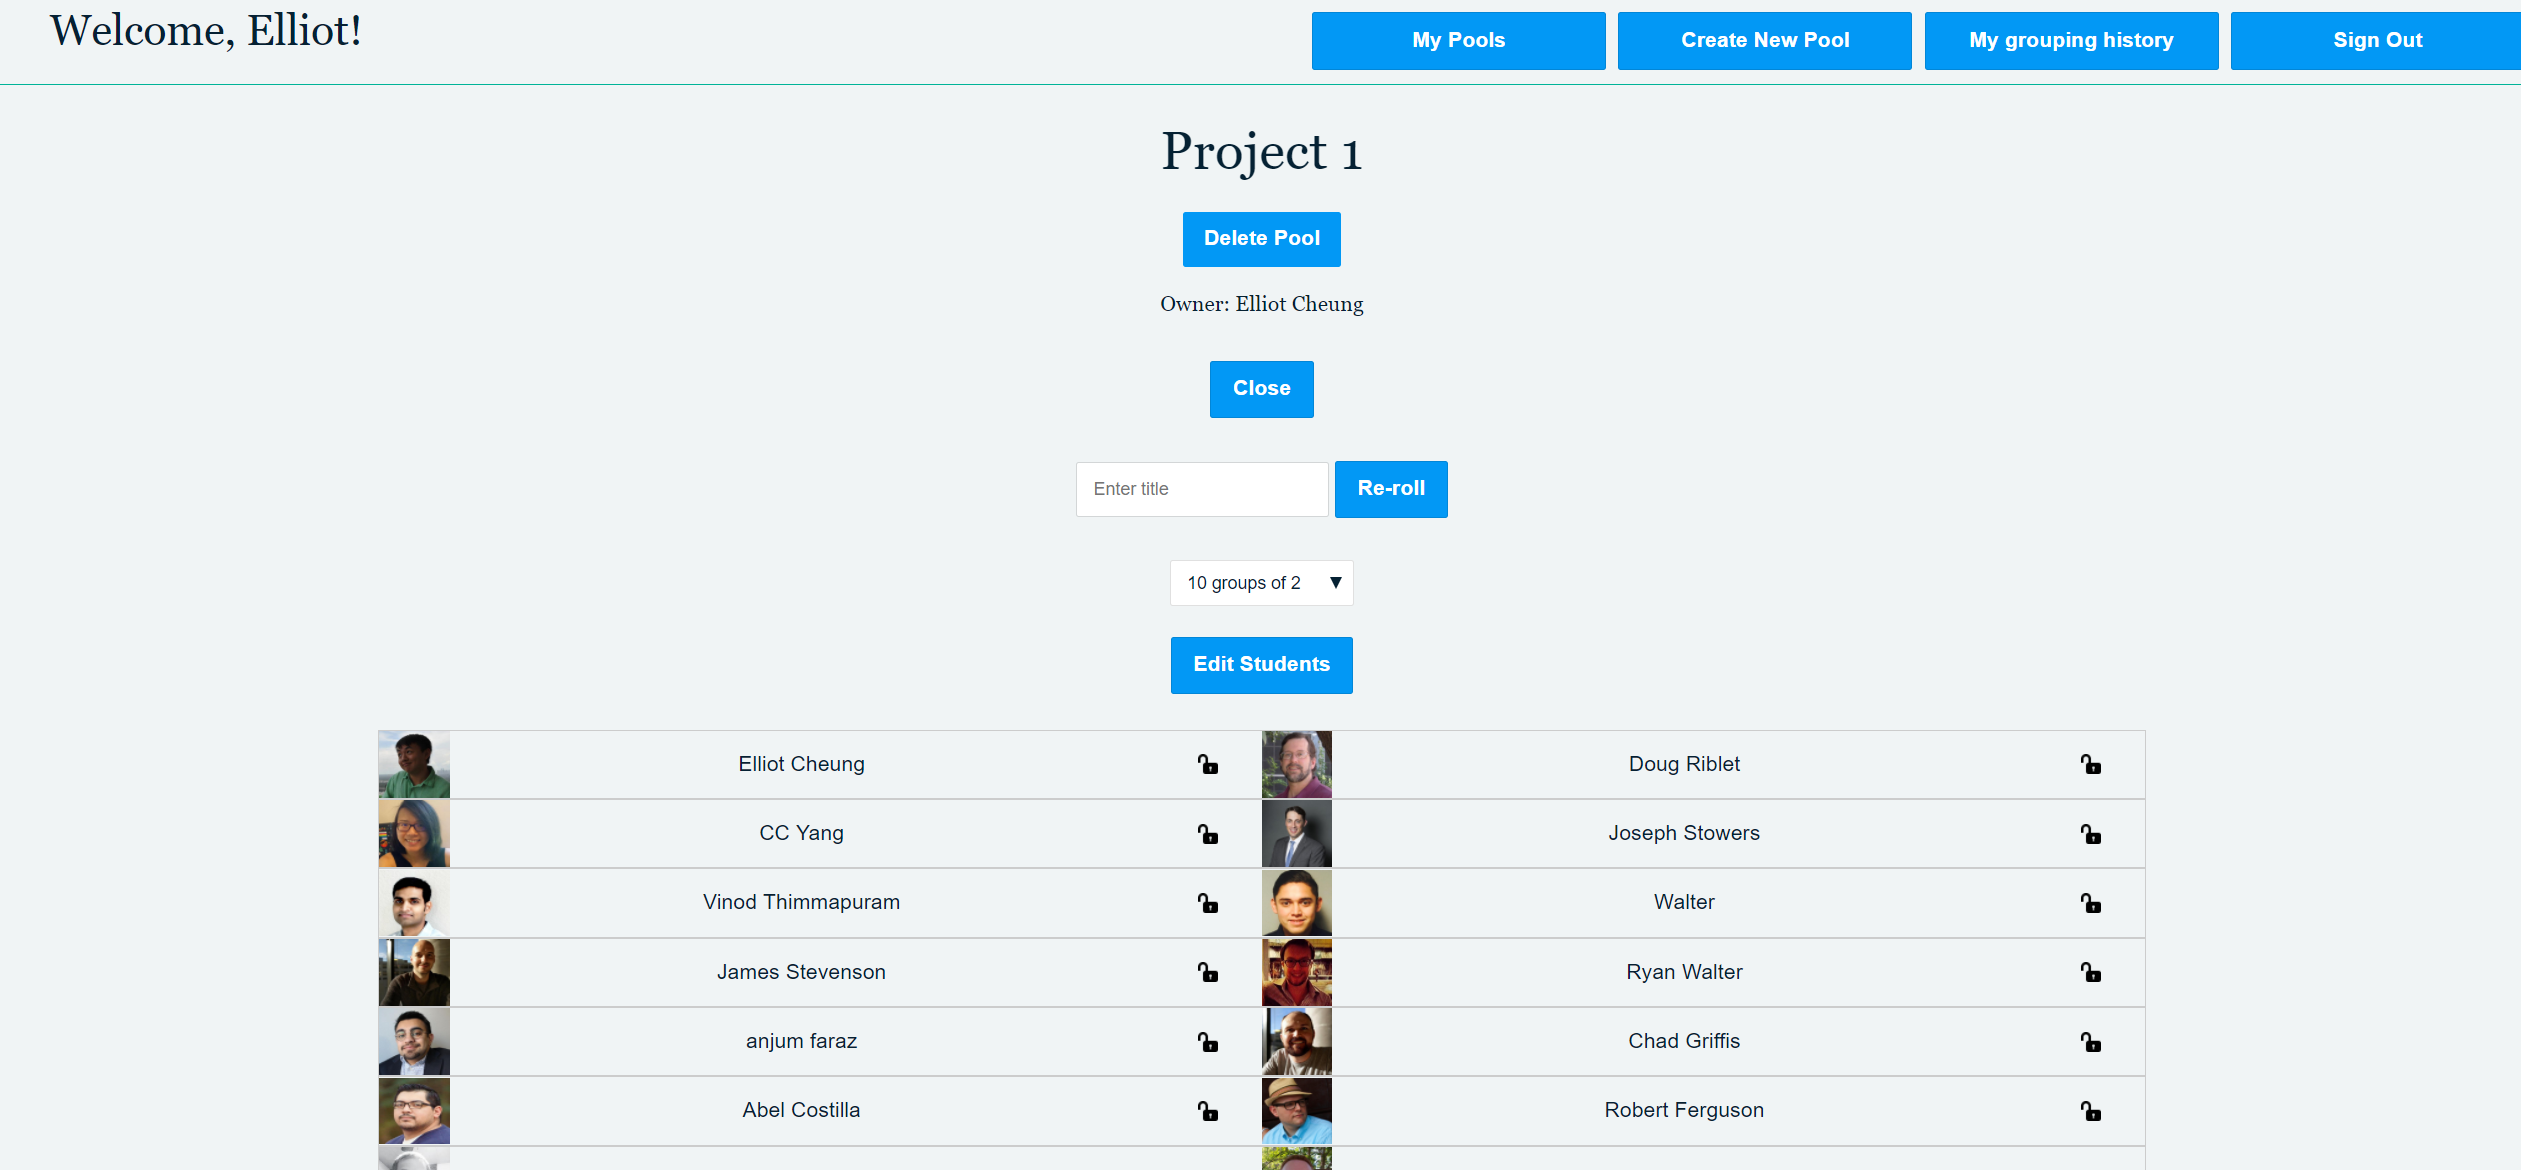 Welcome, Elliot!
My Pools
Create New Pool
My grouping history
Sign Out
Project 1
Delete Pool
Owner: Elliot Cheung
Close
Enter title
Re-roll
10 groups of 2
Edit Students
Elliot Cheung
Doug Riblet
CC Yang
Joseph Stowers
Vinod Thimmapuram
Walter
James Stevenson
Ryan Walter
anjum faraz
Chad Griffis
Abel Costilla
Robert Ferguson